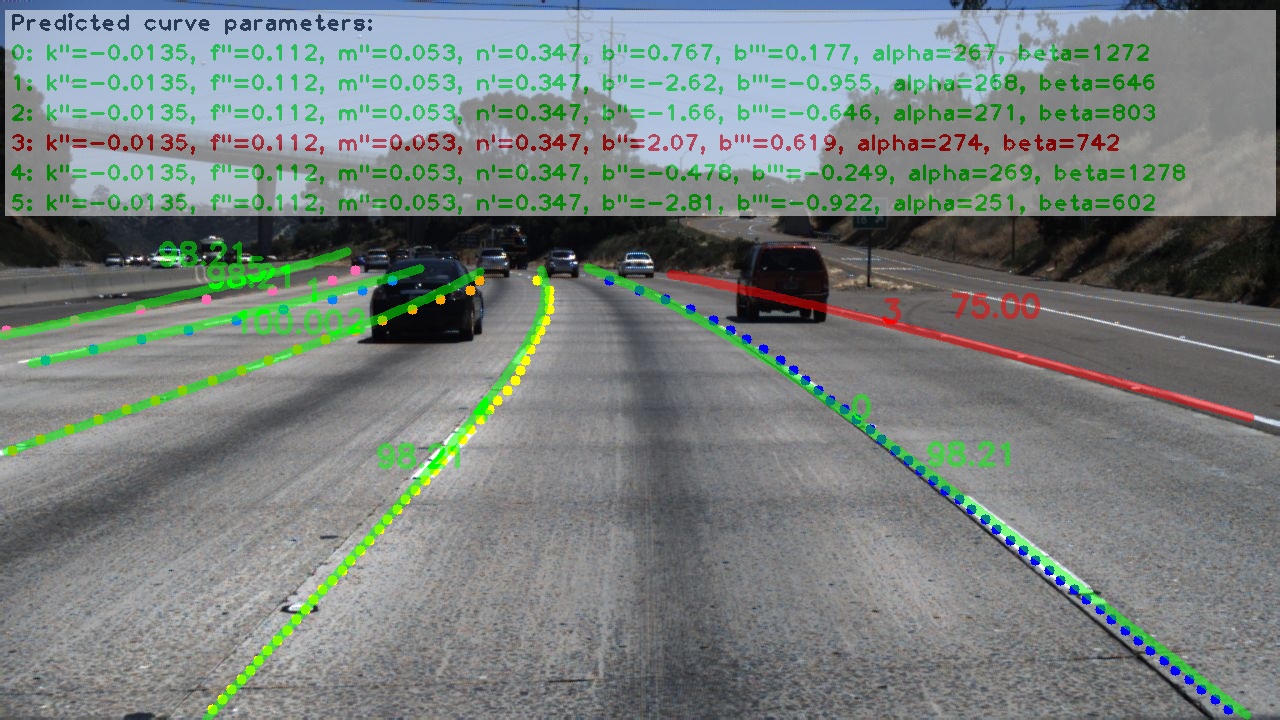 Predicted curve parameters:
0: k''=-0.0135, f''=0.112, m''=0.053, n'=0.347, b''=0.767, b'''=0.177, alpha=267, beta=1272
1: k''=-0.0135, f''=0.112, m''=0.053, n'=0.347, b''=-2.62, b'''=-0.955, alpha=268, beta=646
2: k''=-0.0135, f''=0.112, m''=0.053, n'=0.347, b''=-1.66, b'''=-0.646, alpha=271, beta=803
3: k''=-0.0135, f''=0.112, m''=0.053, n'=0.347, b''=2.07, b'''=0.619, alpha=274, beta=742
4: k''=-0.0135, f''=0.112, m''=0.053, n'=0.347, b''=-0.478, b'''=-0.249, alpha=269, beta=1278
5: k''=-0.0135, f''=0.112, m''=0.053, n'=0.347, b''=-2.81, b'''=-0.922, alpha=251, beta=602
98.21
5
98.21
1
100.00
2
3
75.00
0
98.21
98.21